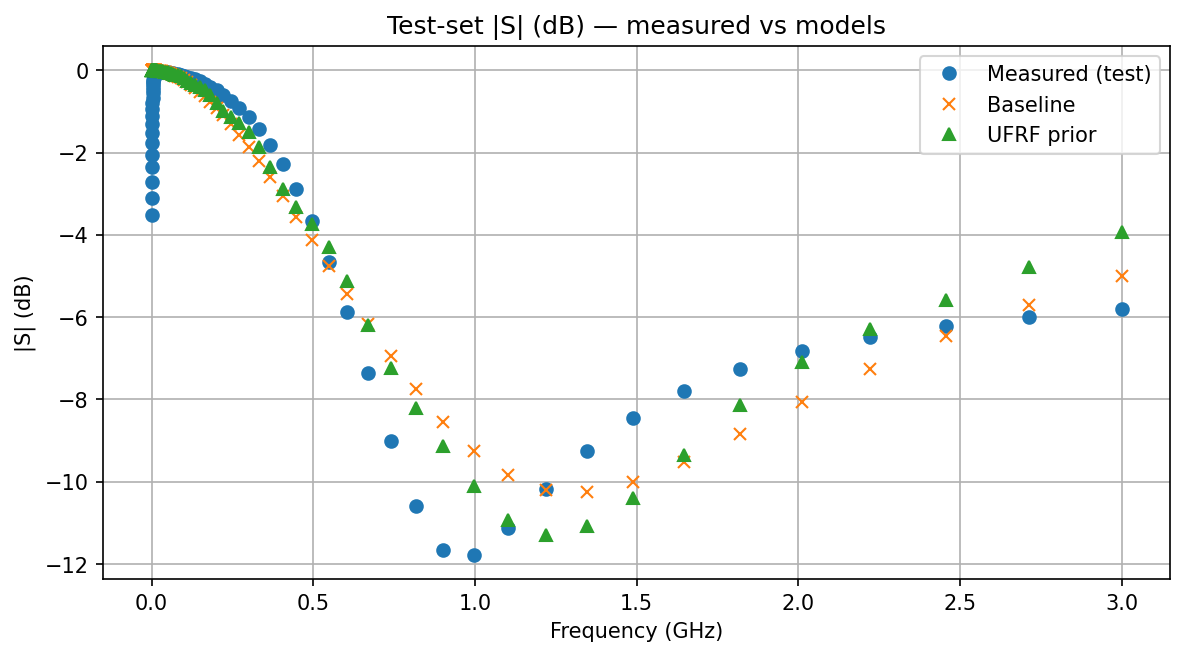 Test-set |S| (dB) — measured vs models
Measured (test)
Baseline
UFRF prior
0
−2
−4
−6
−8
−10
−12
|S| (dB)
0.0 0.5 1.0 1.5 2.0 2.5 3.0
Frequency (GHz)